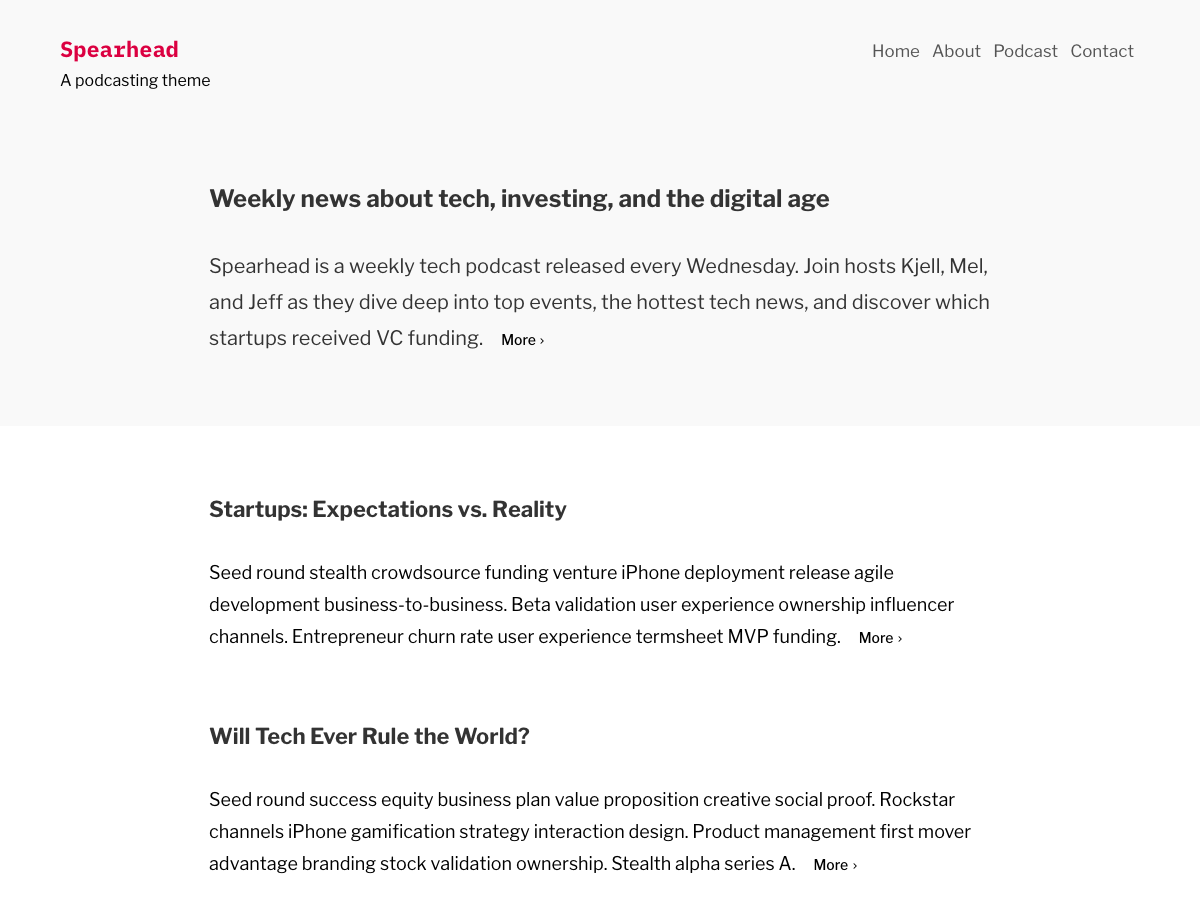 Spearhead
A podcasting theme
Home About Podcast Contact
Weekly news about tech, investing, and the digital age
Spearhead is a weekly tech podcast released every Wednesday. Join hosts Kjell, Mel,
and Jeff as they dive deep into top events, the hottest tech news, and discover which
startups received VC funding. More ›
Startups: Expectations vs. Reality
Seed round stealth crowdsource funding venture iPhone deployment release agile
development business-to-business. Beta validation user experience ownership influencer
channels. Entrepreneur churn rate user experience termsheet MVP funding. More ›
Will Tech Ever Rule the World?
Seed round success equity business plan value proposition creative social proof. Rockstar
channels iPhone gamification strategy interaction design. Product management first mover
advantage branding stock validation ownership. Stealth alpha series A. More ›